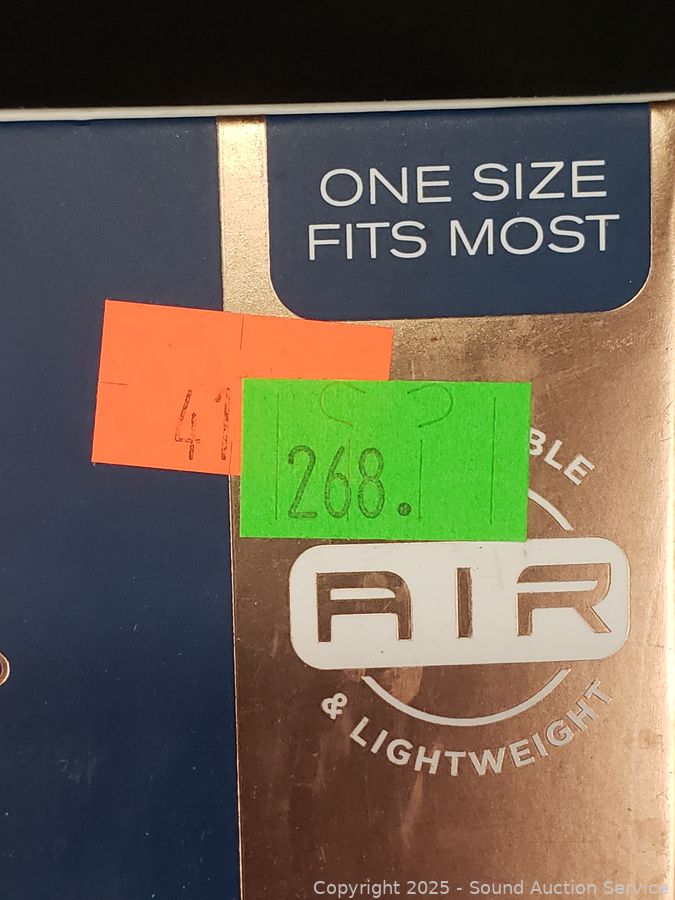 ONE SIZE
FITS MOST
41
268.
BLE
AIR
& LIGHTWEIGHT
Copyright 2025 - Sound Auction Service